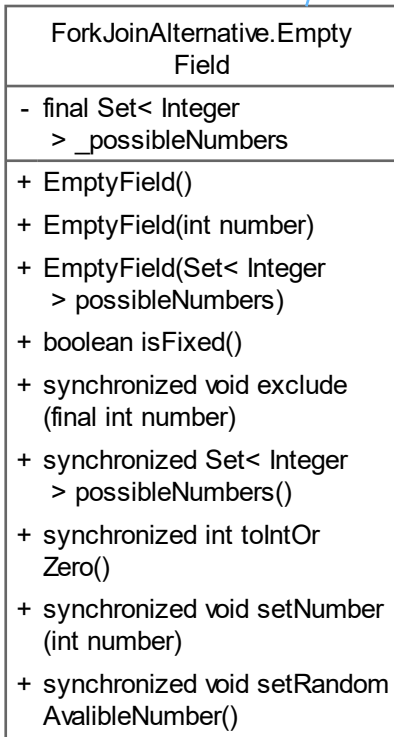 ForkJoinAlternative.Empty
Field
- final Set< Integer
> _possibleNumbers
+ EmptyField()
+ EmptyField(int number)
+ EmptyField(Set< Integer
> possibleNumbers)
+ boolean isFixed()
+ synchronized void exclude
(final int number)
+ synchronized Set< Integer
> possibleNumbers()
+ synchronized int toIntOr
Zero()
+ synchronized void setNumber
(int number)
+ synchronized void setRandom
AvalibleNumber()